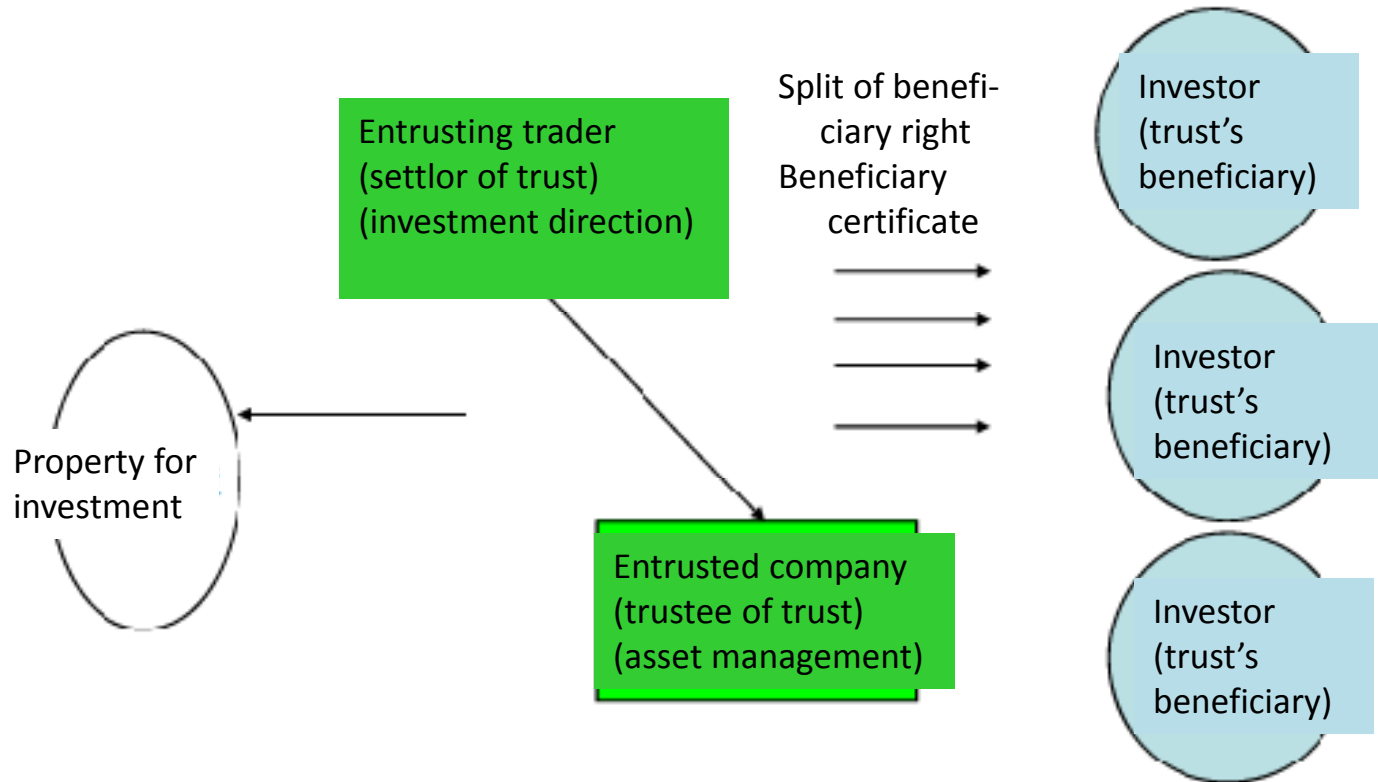 Entrusting trader
(settlor of trust)
(investment direction)
Split of benefi-
ciary right
Beneficiary
certificate
Investor
(trust’s
beneficiary)
Property for
investment
Investor
(trust’s
beneficiary)
Entrusted company
(trustee of trust)
(asset management)
Investor
(trust’s
beneficiary)